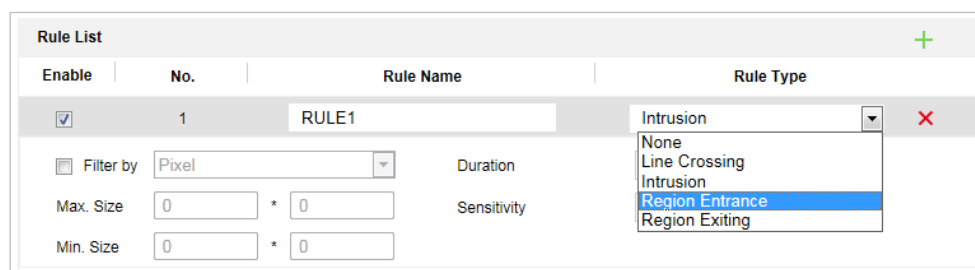 Rule List
Enable No. Rule Name Rule Type
1 RULE1 Intrusion
None
Filter by Pixel Duration Line Crossing
Intrusion
Max. Size 0 * 0 Sensitivity Region Entrance
Region Exiting
Min. Size 0 * 0